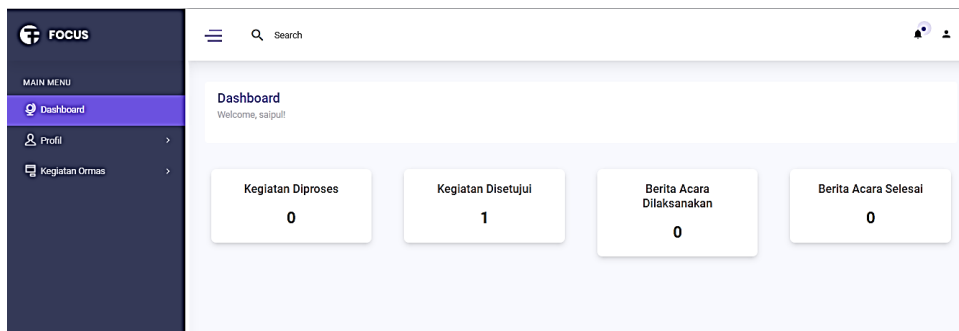 FOCUS
Search
MAIN MENU
Dashboard
Profil
Kegiatan Ormas
Dashboard
Welcome, saipul!
Kegiatan Diproses
0
Kegiatan Disetujui
1
Berita Acara
Dilaksanakan
0
Berita Acara Selesai
0